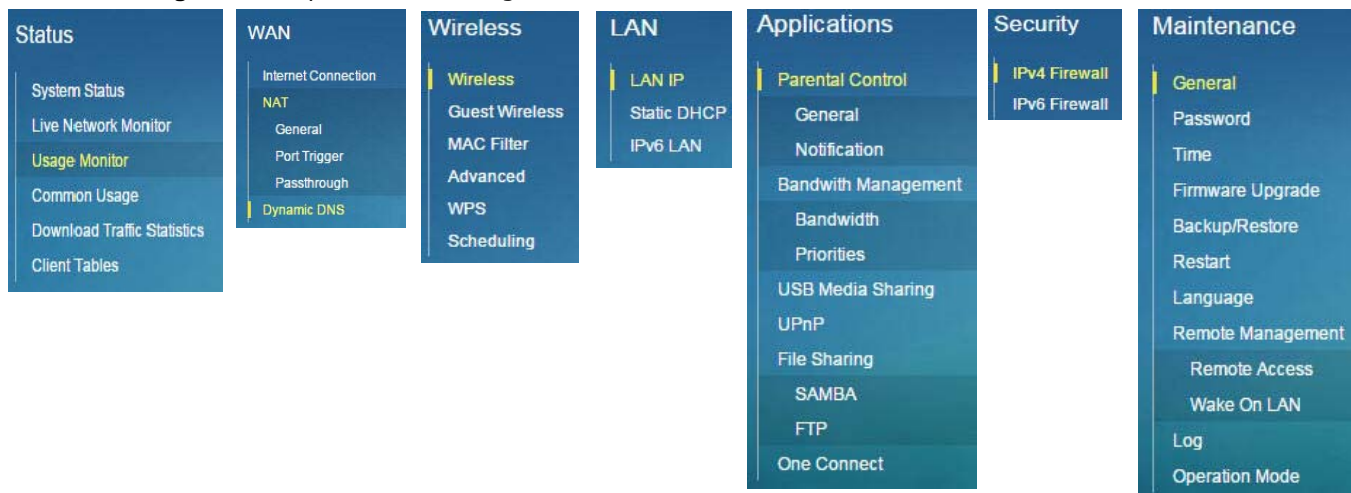 Status
System Status
Live Network Monitor
Usage Monitor
Common Usage
Download Traffic Statistics
Client Tables
WAN
Internet Connection
NAT
General
Port Trigger
Passthrough
Dynamic DNS
Wireless
Wireless
Guest Wireless
MAC Filter
Advanced
WPS
Scheduling
LAN
LAN IP
Static DHCP
IPv6 LAN
Applications
Parental Control
General
Notification
Bandwith Management
Bandwidth
Priorities
USB Media Sharing
UPnP
File Sharing
SAMBA
FTP
One Connect
Security
IPv4 Firewall
IPv6 Firewall
Maintenance
General
Password
Time
Firmware Upgrade
Backup/Restore
Restart
Language
Remote Management
Remote Access
Wake On LAN
Log
Operation Mode